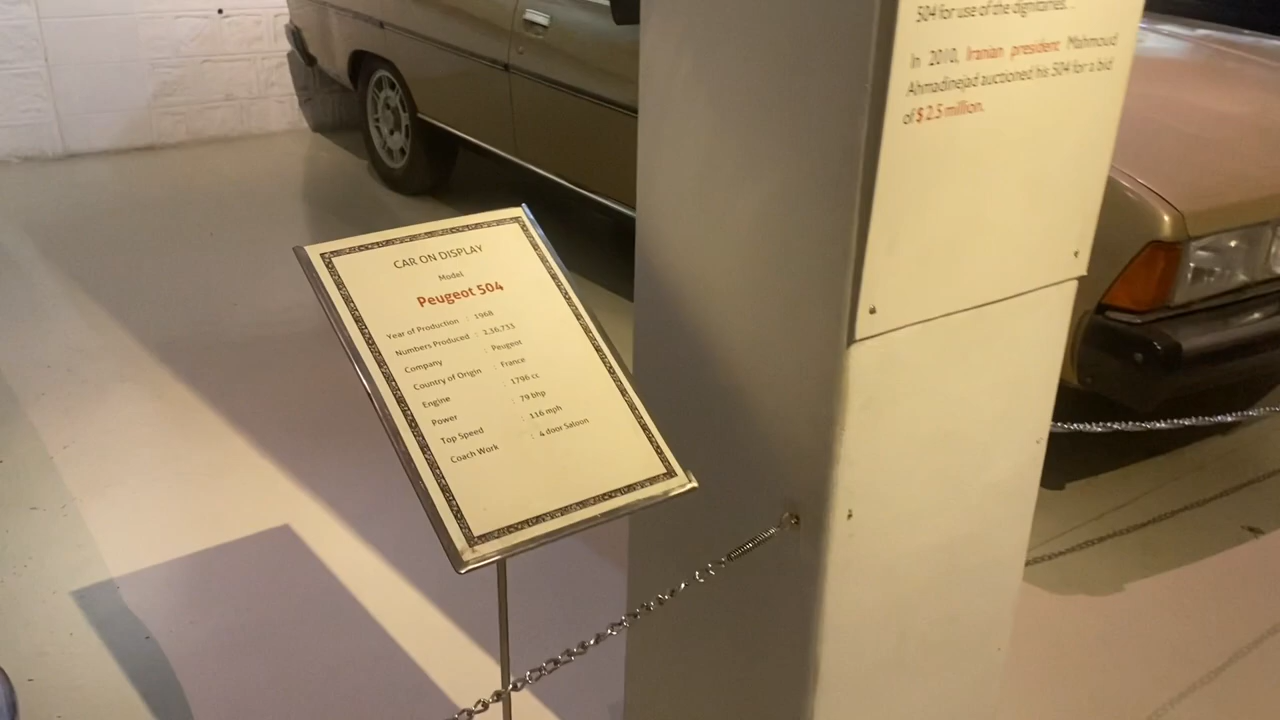 CAR ON DISPLAY
Model
Peugeot 504
Year of Production : 1968
Numbers Produced : 2,36,733
Company : Peugeot
Country of Origin : France
Engine : 1796 cc
Power : 79 bhp
Top Speed : 116 mph
Coach Work : 4 door Saloon
504 for use of the dignitaries...
In 2010, Iranian president Mahmoud
Ahmadinejad auctioned his 504 for a bid
of $ 2.5 million.